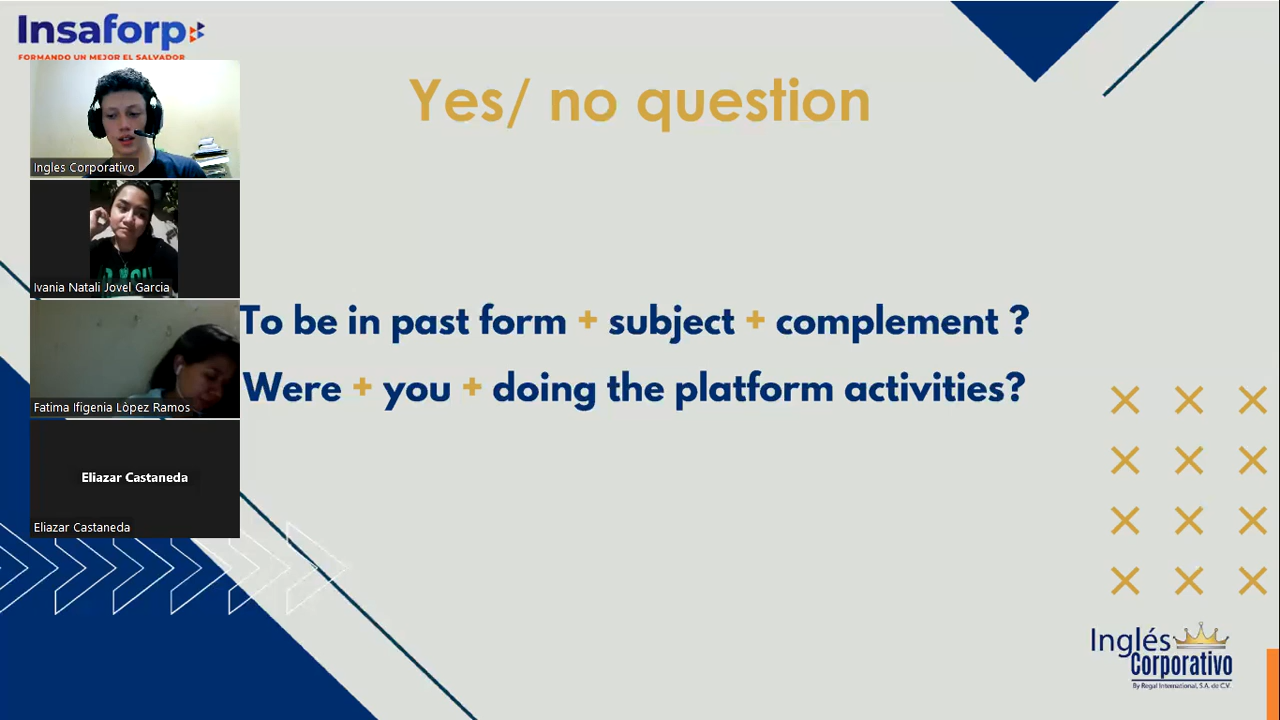 Insaforp
FORMANDO UN MEJOR EL SALVADOR
Yes/ no question
Ingles Corporativo
Ivania Natali Jovel Garcia
Fatima Ifigenia Lòpez Ramos
Eliazar Castaneda
Eliazar Castaneda
To be in past form + subject + complement ?
Were + you + doing the platform activities?
Inglés
Corporativo
By Regal International, S.A. de C.V.